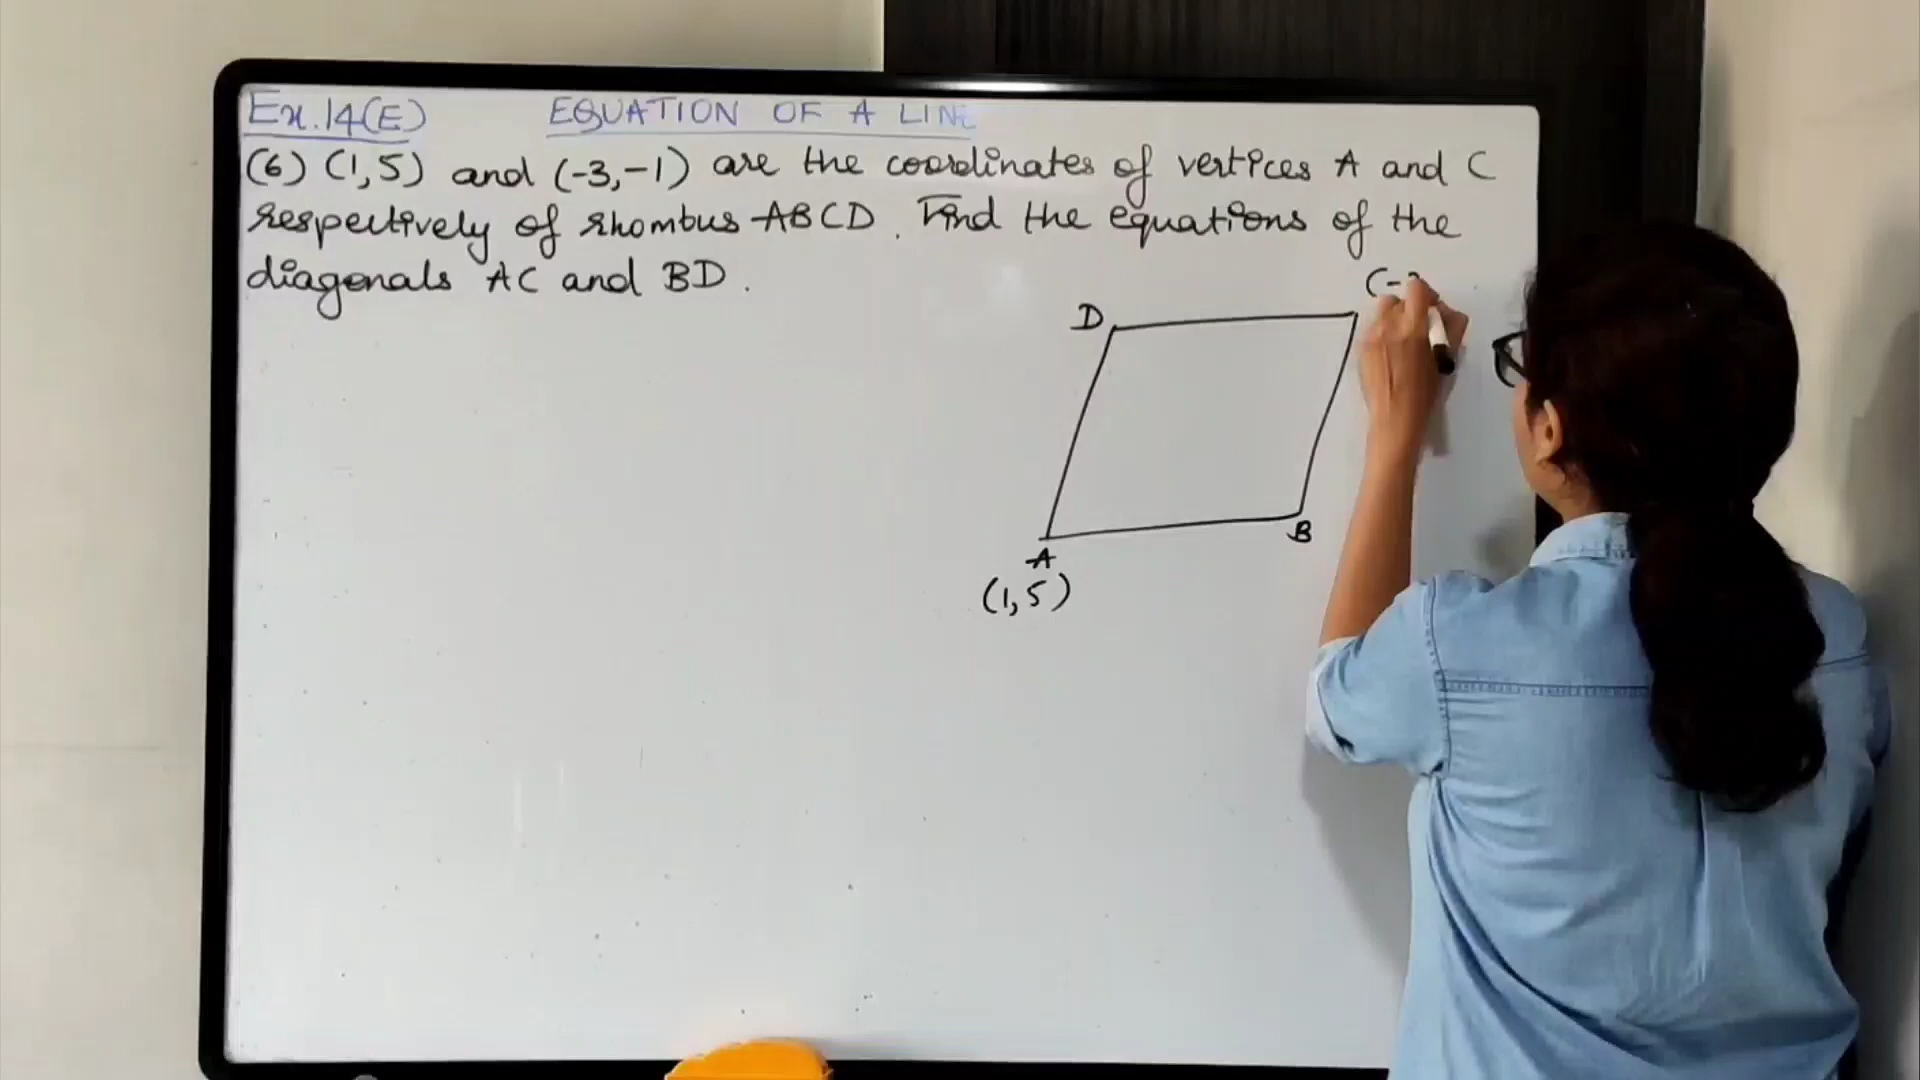 Ex.14(E) EQUATION OF A LINE
(6) (1,5) and (-3,-1) are the coordinates of vertices A and C
respectively of rhombus ABCD. Find the equations of the
diagonals AC and BD.
(-3
D
B
A
(1,5)